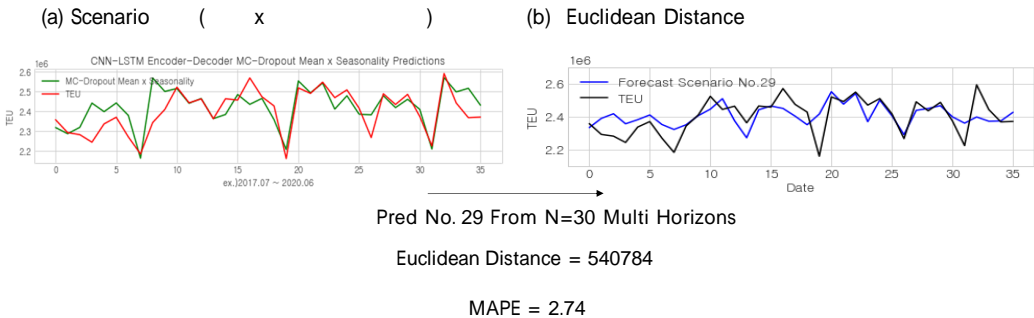 (a) Scenario ( x )
(b) Euclidean Distance
CNN-LSTM Encoder-Decoder MC-Dropout Mean x Seasonality Predictions
1e6
MC-Dropout Mean x Seasonality
TEU
TEU
2.6
2.5
2.4
2.3
2.2
0 5 10 15 20 25 30 35
ex.)2017.07 ~ 2020.06
1e6
Forecast Scenario No.29
TEU
TEU
2.6
2.4
2.2
0 5 10 15 20 25 30 35
Date
Pred No. 29 From N=30 Multi Horizons
Euclidean Distance = 540784
MAPE = 2.74